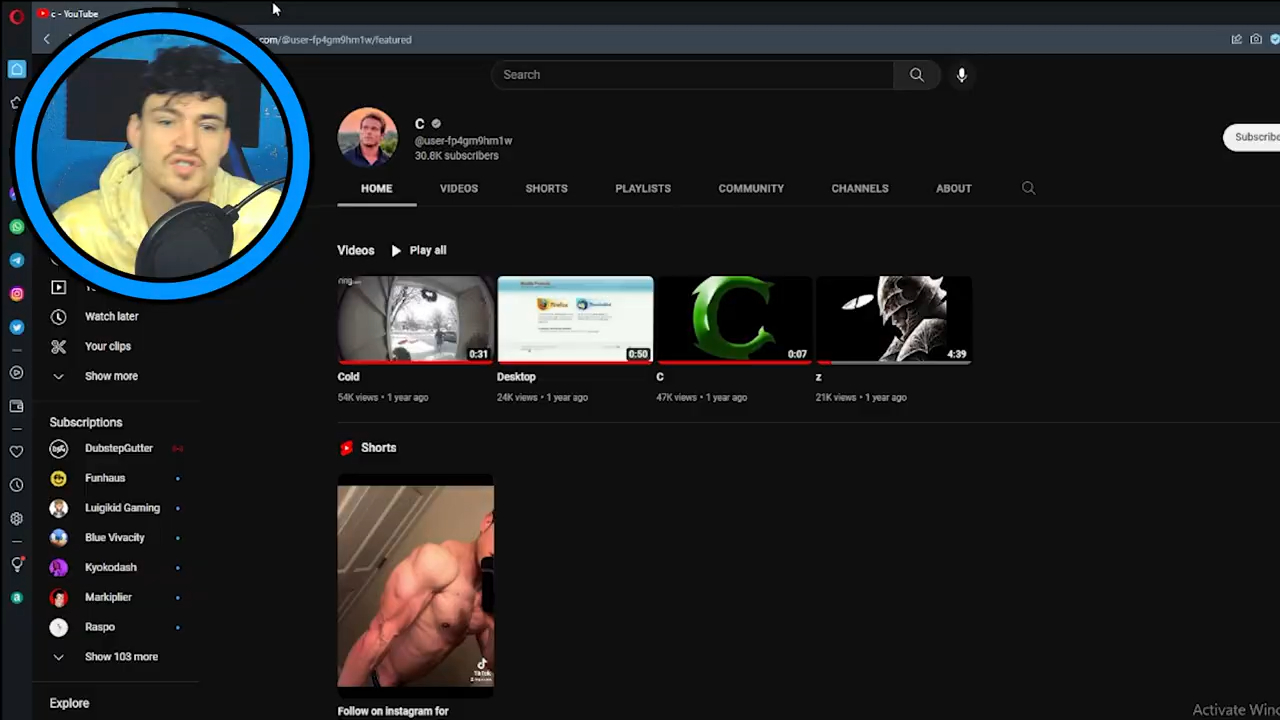 c - YouTube
com/@user-fp4gm9hm1w/featured
Search
C
@user-fp4gm9hm1w
30.8K subscribers
Subscribe
HOME
VIDEOS
SHORTS
PLAYLISTS
COMMUNITY
CHANNELS
ABOUT
Videos
Play all
ring
0:31
0:50
0:07
4:39
Cold
Desktop
C
z
54K views • 1 year ago
24K views • 1 year ago
47K views • 1 year ago
21K views • 1 year ago
Watch later
Your clips
Show more
Subscriptions
DubstepGutter
Funhaus
Luigikid Gaming
Blue Vivacity
Kyokodash
Markiplier
Raspo
Show 103 more
Explore
Shorts
TikTok
Follow on instagram for
Activate Win